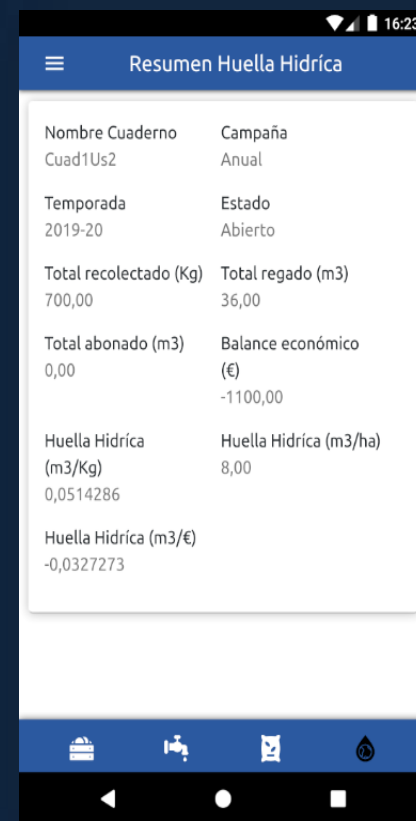 16:23
Resumen Huella Hidríca
Nombre Cuaderno Campaña
Cuad1Us2 Anual
Temporada Estado
2019-20 Abierto
Total recolectado (Kg) Total regado (m3)
700,00 36,00
Total abonado (m3) Balance económico
0,00 (€)
-1100,00
Huella Hidríca Huella Hidríca (m3/ha)
(m3/Kg) 8,00
0,0514286
Huella Hidríca (m3/€)
-0,0327273